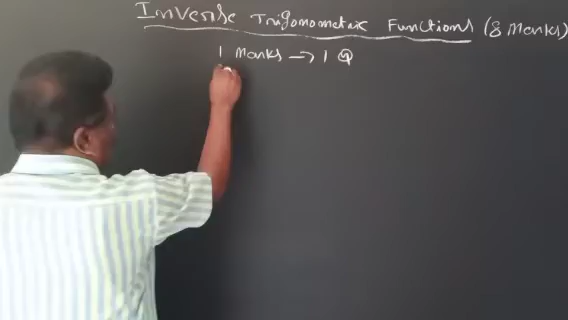 Inverse Trigonometric Functions (8 Marks)
1 Marks → 1 Q